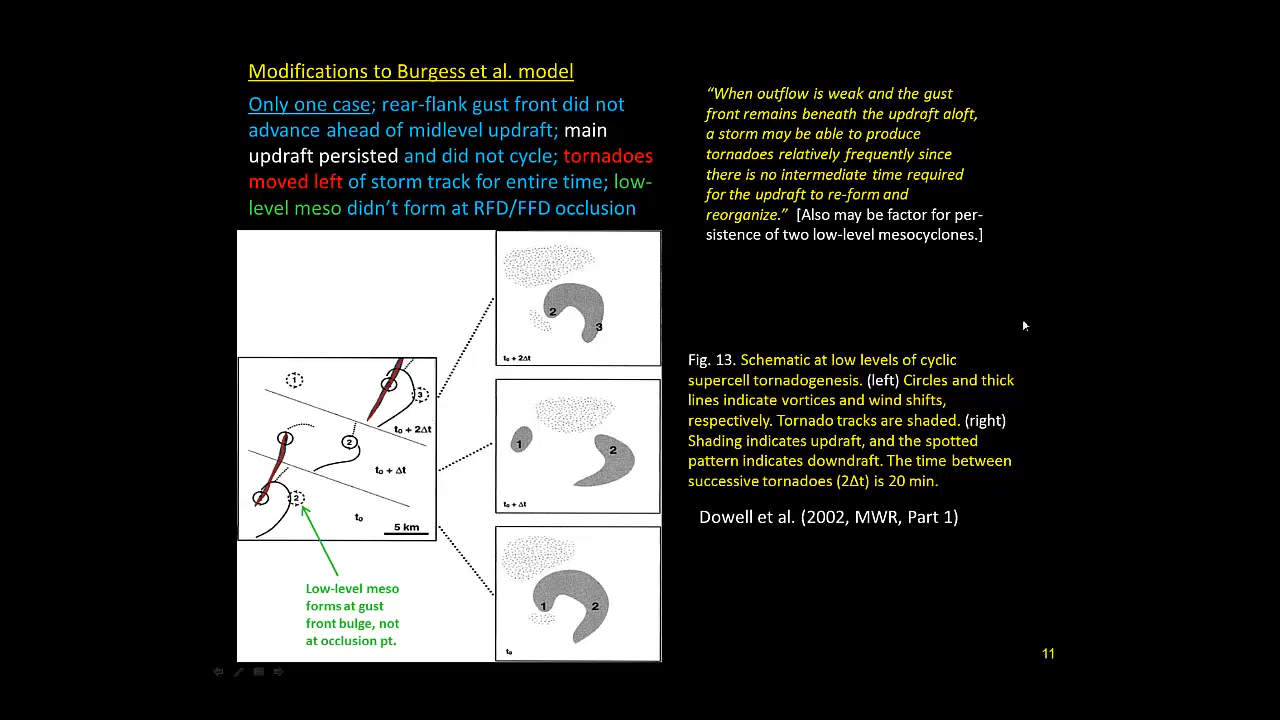 Modifications to Burgess et al. model
Only one case; rear-flank gust front did not
advance ahead of midlevel updraft; main
updraft persisted and did not cycle; tornadoes
moved left of storm track for entire time; low-
level meso didn’t form at RFD/FFD occlusion
“When outflow is weak and the gust
front remains beneath the updraft aloft,
a storm may be able to produce
tornadoes relatively frequently since
there is no intermediate time required
for the updraft to re-form and
reorganize.” [Also may be factor for per-
sistence of two low-level mesocyclones.]
2
3
t₀ + 2Δt
1
3
t₀ + 2Δt
2
t₀ + Δt
2
t₀
5 km
1
2
t₀ + Δt
1
2
t₀
Low-level meso
forms at gust
front bulge, not
at occlusion pt.
Fig. 13. Schematic at low levels of cyclic
supercell tornadogenesis. (left) Circles and thick
lines indicate vortices and wind shifts,
respectively. Tornado tracks are shaded. (right)
Shading indicates updraft, and the spotted
pattern indicates downdraft. The time between
successive tornadoes (2Δt) is 20 min.
Dowell et al. (2002, MWR, Part 1)
11